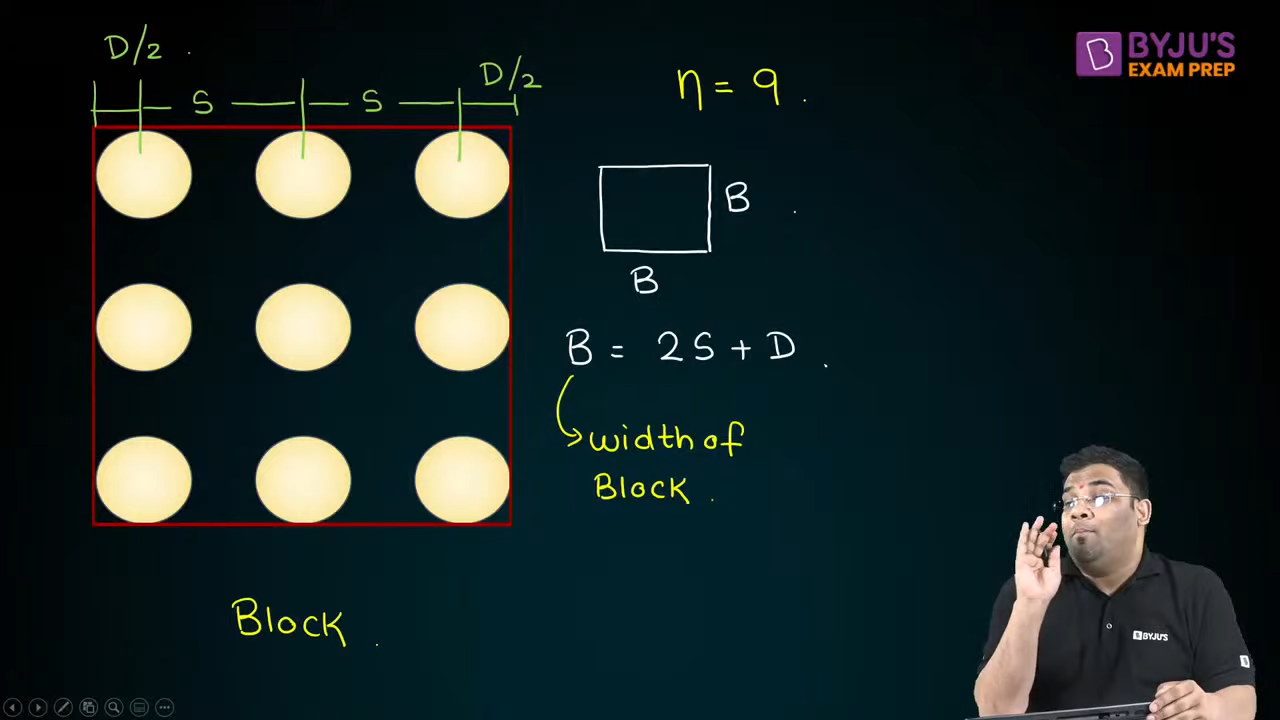 D/2
S
S
D/2
η = 9
B
B
B = 2S + D
width of
Block
Block
BYJU'S
EXAM PREP
BYJU'S